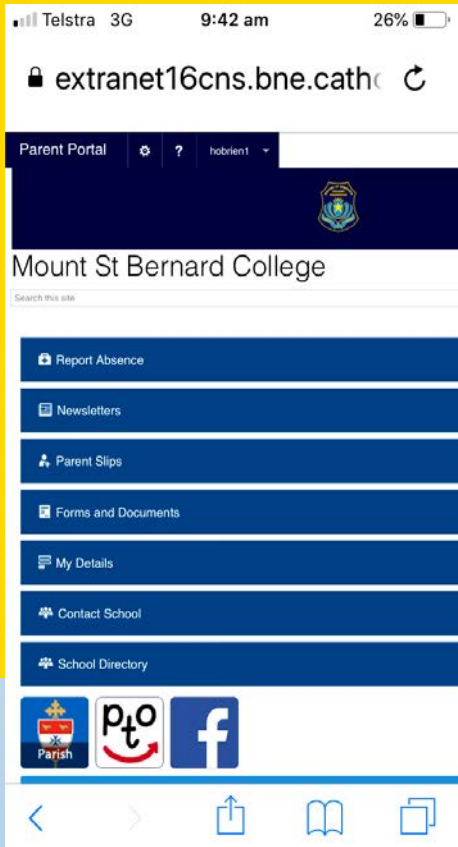 Telstra 3G 9:42 am 26%
extranet16cns.bne.catho
Parent Portal ? hobrien1
Mount St Bernard College
Search this site
Report Absence
Newsletters
Parent Slips
Forms and Documents
My Details
Contact School
School Directory
Parish
pto